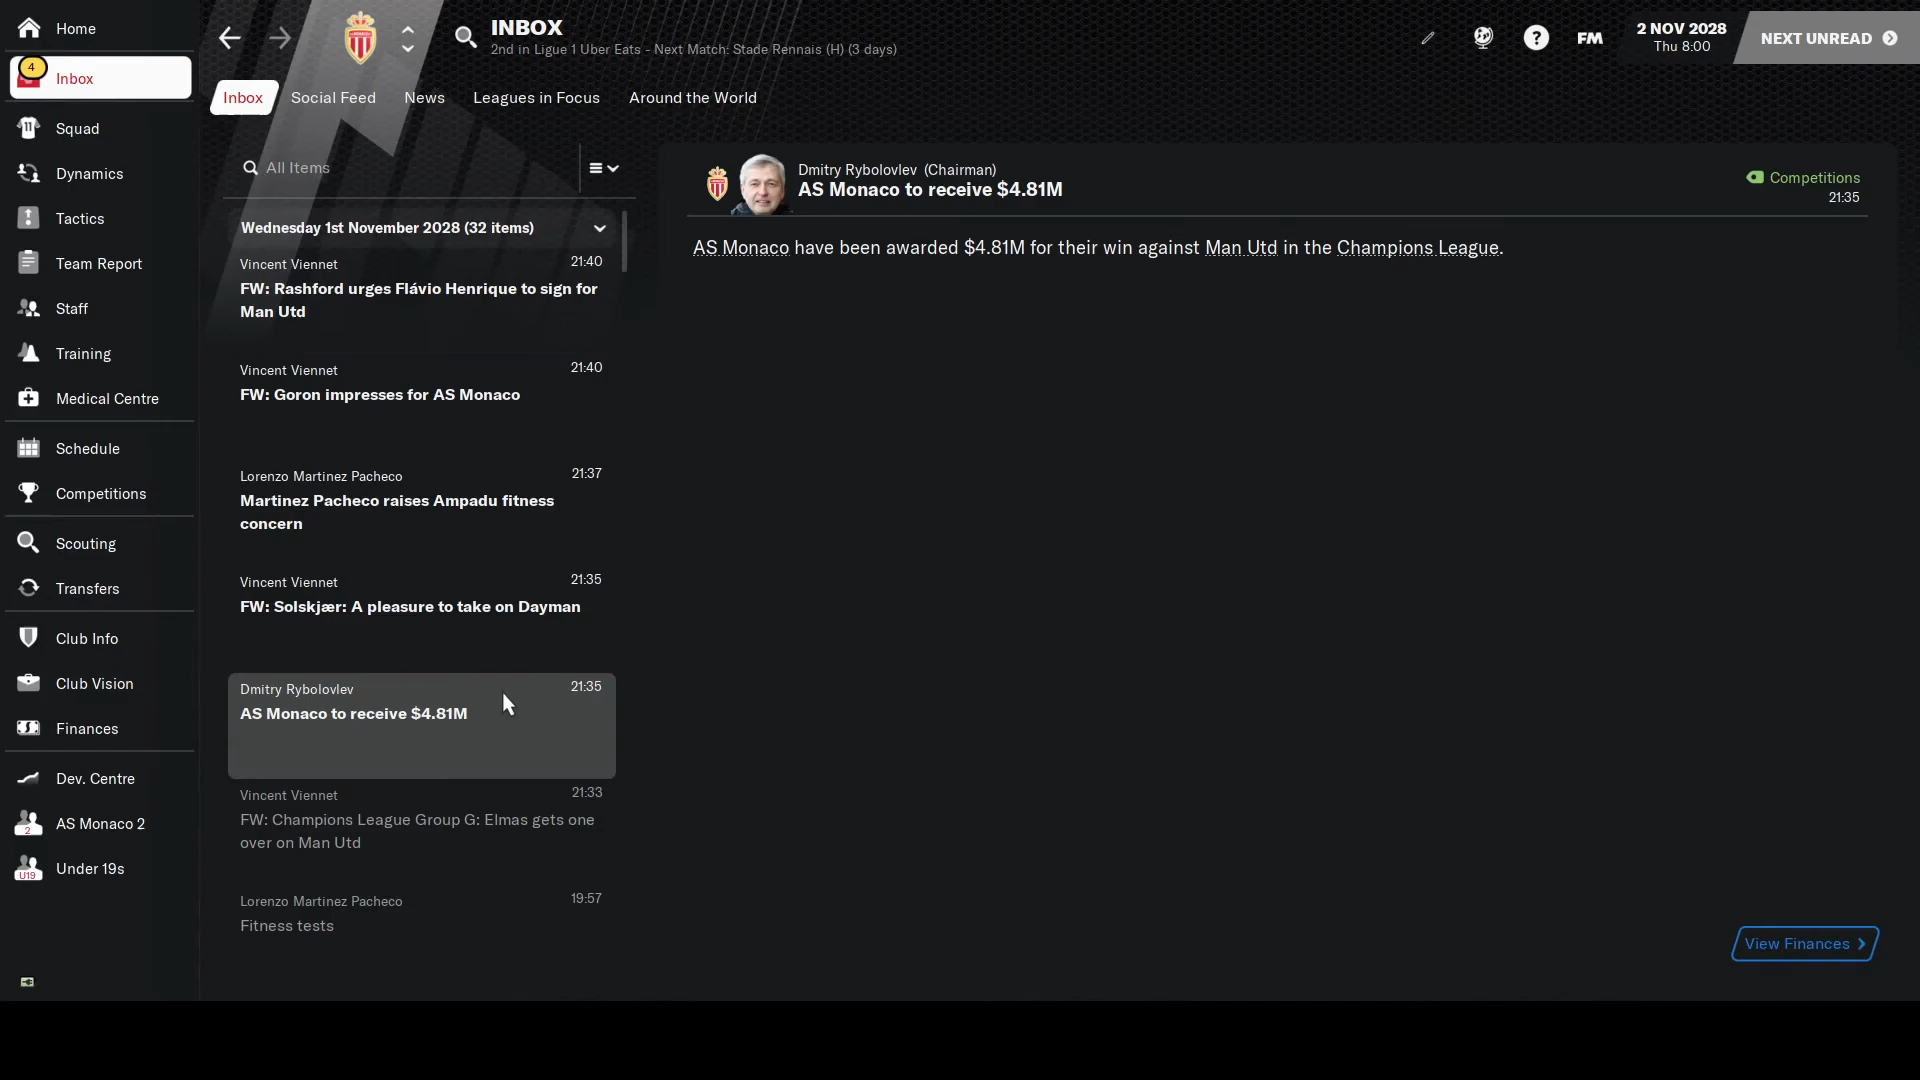 Home
4
Inbox
Squad
Dynamics
Tactics
Team Report
Staff
Training
Medical Centre
Schedule
Competitions
Scouting
Transfers
Club Info
Club Vision
Finances
Dev. Centre
2
AS Monaco 2
U19
Under 19s
INBOX
2nd in Ligue 1 Uber Eats - Next Match: Stade Rennais (H) (3 days)
FM
2 NOV 2028
Thu 8:00
NEXT UNREAD
Inbox
Social Feed
News
Leagues in Focus
Around the World
All Items
Wednesday 1st November 2028 (32 items)
Vincent Viennet
21:40
FW: Rashford urges Flávio Henrique to sign for
Man Utd
Vincent Viennet
21:40
FW: Goron impresses for AS Monaco
Lorenzo Martinez Pacheco
21:37
Martinez Pacheco raises Ampadu fitness
concern
Vincent Viennet
21:35
FW: Solskjær: A pleasure to take on Dayman
Dmitry Rybolovlev
21:35
AS Monaco to receive $4.81M
Vincent Viennet
21:33
FW: Champions League Group G: Elmas gets one
over on Man Utd
Lorenzo Martinez Pacheco
19:57
Fitness tests
Dmitry Rybolovlev (Chairman)
AS Monaco to receive $4.81M
Competitions
21:35
AS Monaco have been awarded $4.81M for their win against Man Utd in the Champions League.
View Finances